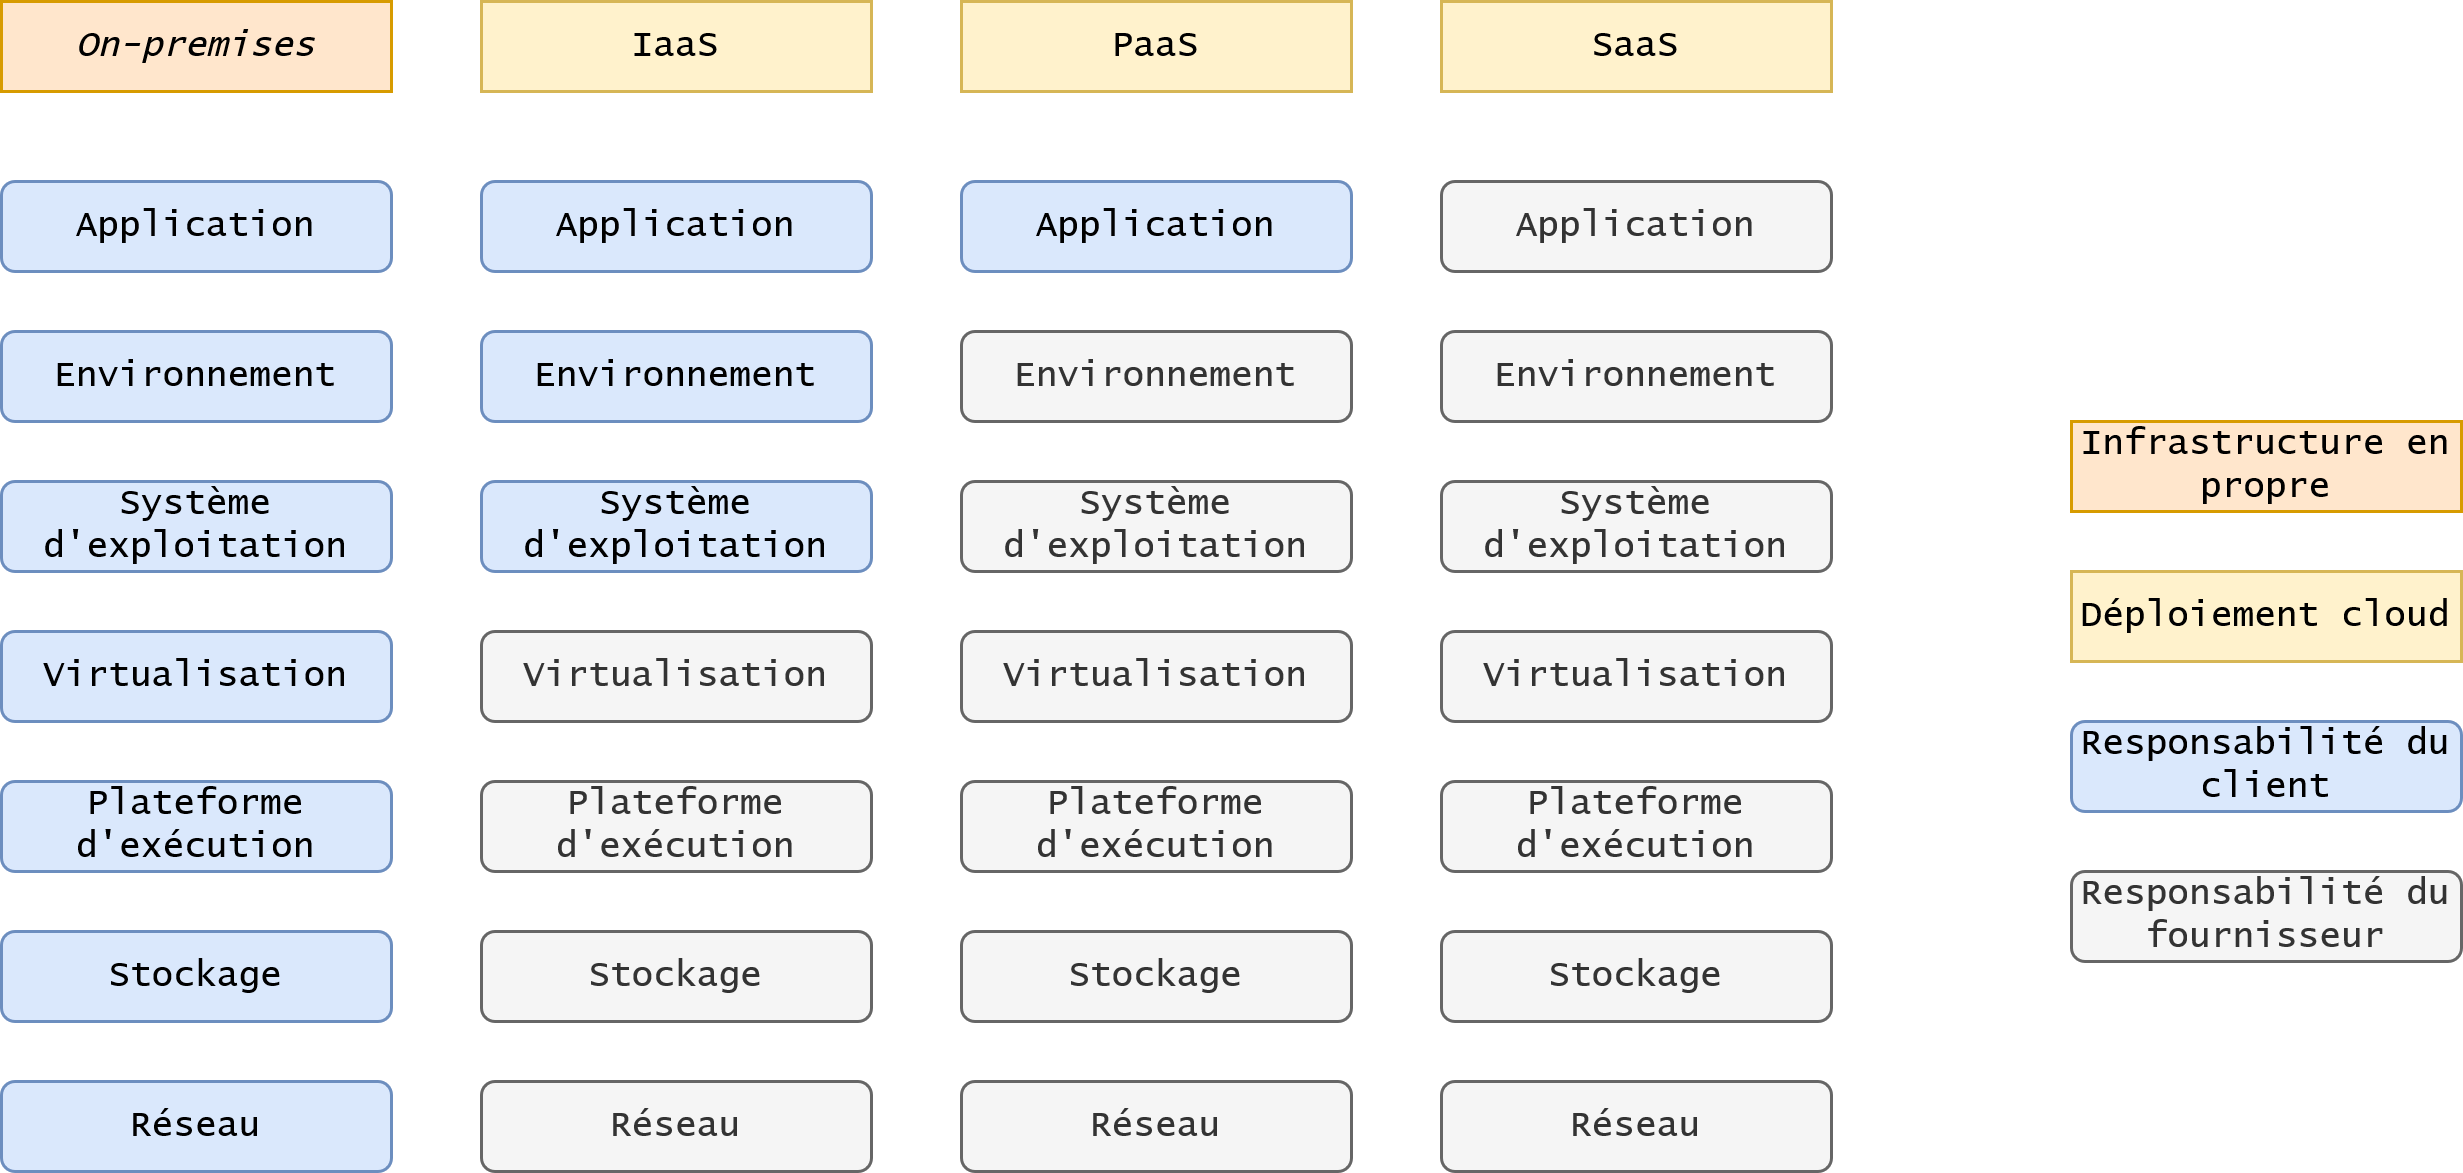 On-premises
IaaS
PaaS
SaaS
Application
Application
Application
Application
Environnement
Environnement
Environnement
Environnement
Système
d'exploitation
Système
d'exploitation
Système
d'exploitation
Système
d'exploitation
Virtualisation
Virtualisation
Virtualisation
Virtualisation
Plateforme
d'exécution
Plateforme
d'exécution
Plateforme
d'exécution
Plateforme
d'exécution
Stockage
Stockage
Stockage
Stockage
Réseau
Réseau
Réseau
Réseau
Infrastructure en
propre
Déploiement cloud
Responsabilité du
client
Responsabilité du
fournisseur